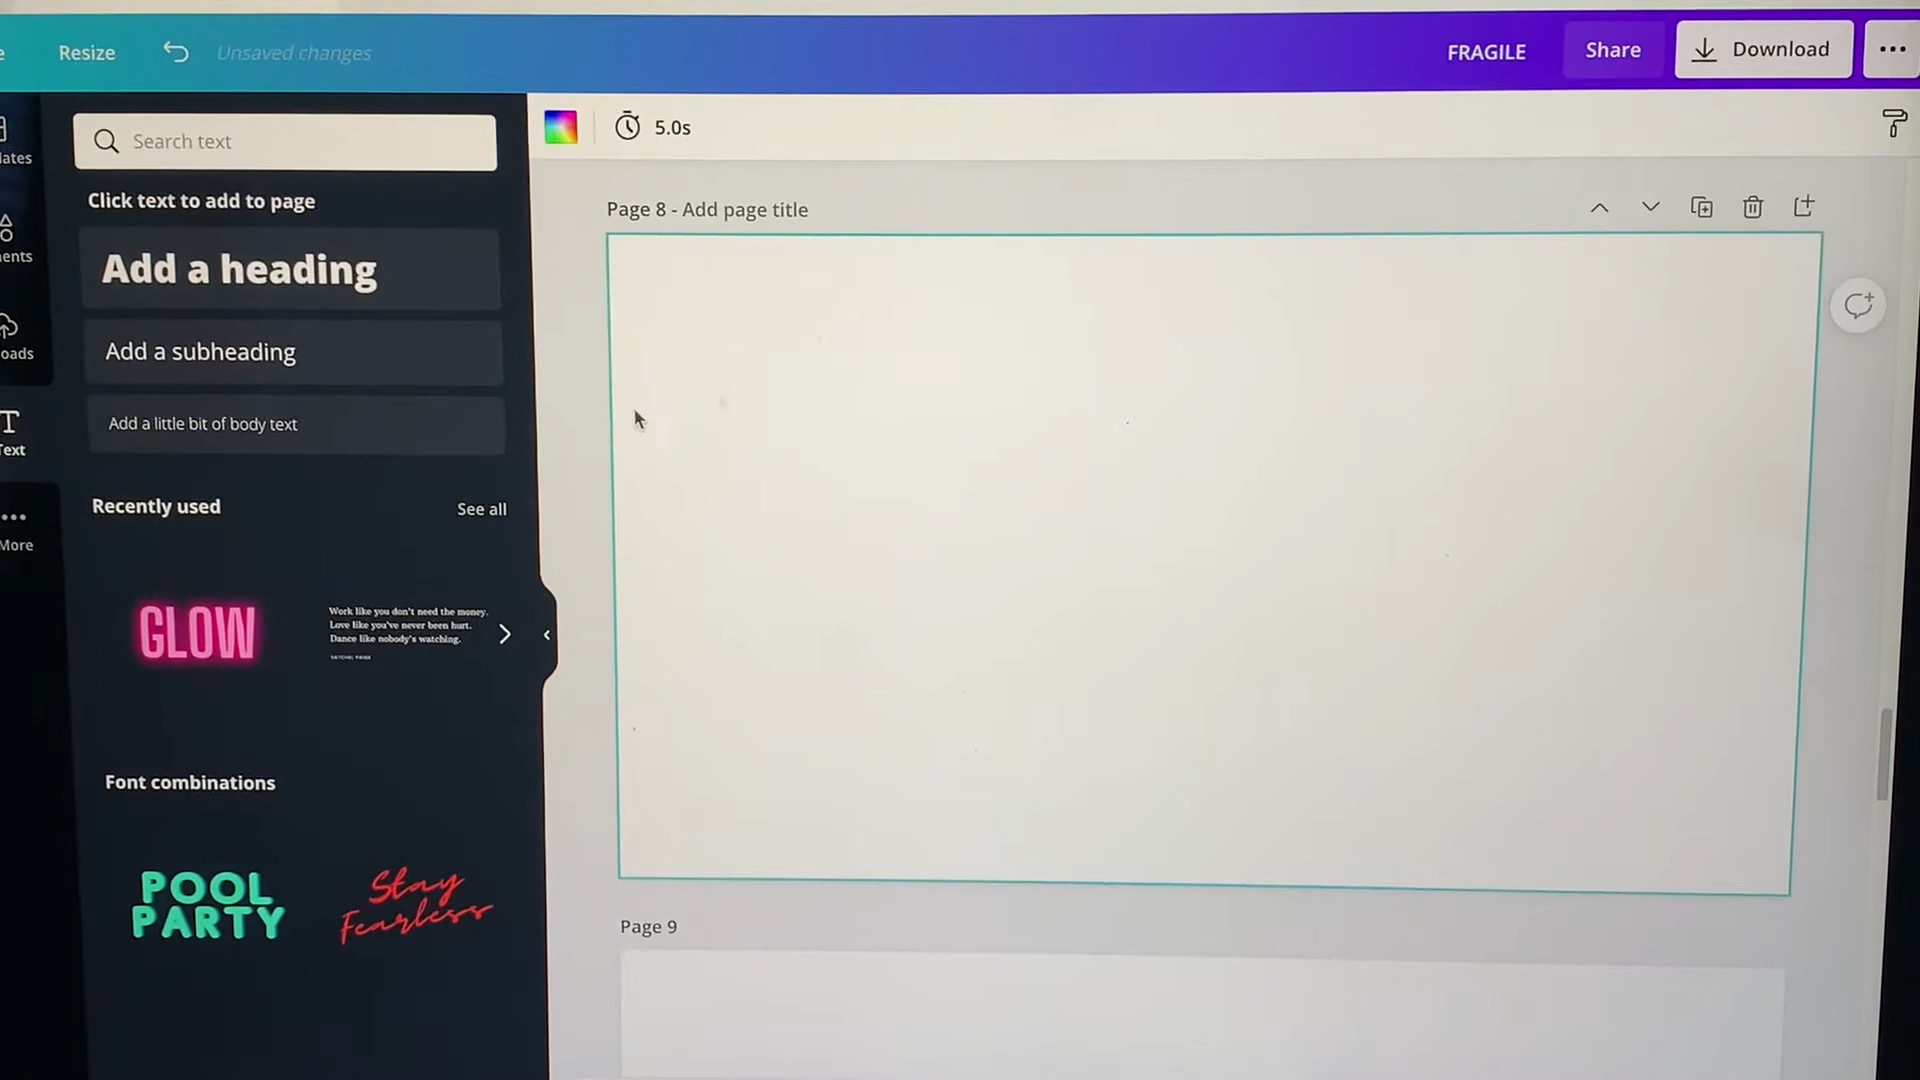 Resize
Unsaved changes
FRAGILE
Share
Download
Search text
5.0s
Click text to add to page
Page 8 - Add page title
Add a heading
Add a subheading
Add a little bit of body text
Text
More
Recently used
See all
GLOW
Work like you don't need the money.
Love like you've never been hurt.
Dance like nobody's watching.
SATCHEL PAIGE
Font combinations
POOL
PARTY
Stay
Fearless
Page 9